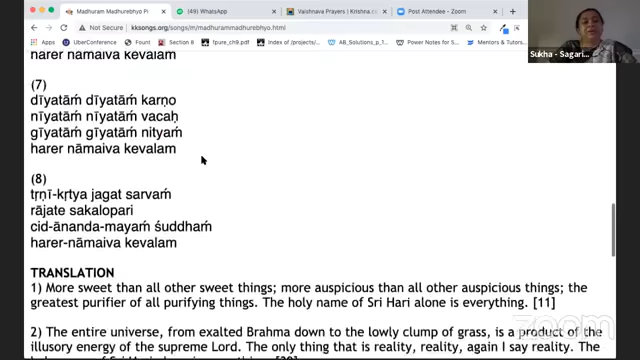 Madhuram Madhurebhyo Pi
(49) WhatsApp
Vaishnava Prayers | Krishna.c
Post Attendee - Zoom
Not Secure | kksongs.org/songs/m/madhurammadhurebhyo.html
Apps
UberConference
Found
Section 8
fpure_ch9.pdf
Index of /projects/...
AB_Solutions_p_t...
Power Notes for S...
Mentors & Tutors
harer nāmaiva kevalam
(7)
dīyatāṁ dīyatāṁ karṇo
nīyatāṁ nīyatāṁ vacaḥ
gīyatāṁ gīyatāṁ nityaṁ
harer nāmaiva kevalam
(8)
tṛṇī-kṛtya jagat sarvaṁ
rājate sakalopari
cid-ānanda-mayaṁ śuddhaṁ
harer-nāmaiva kevalam
TRANSLATION
1) More sweet than all other sweet things; more auspicious than all other auspicious things; the
greatest purifier of all purifying things. The holy name of Sri Hari alone is everything. [11]
2) The entire universe, from exalted Brahma down to the lowly clump of grass, is a product of the
illusory energy of the supreme Lord. The only thing that is reality, reality, again I say reality. The
Sukha - Sagari...
zoom